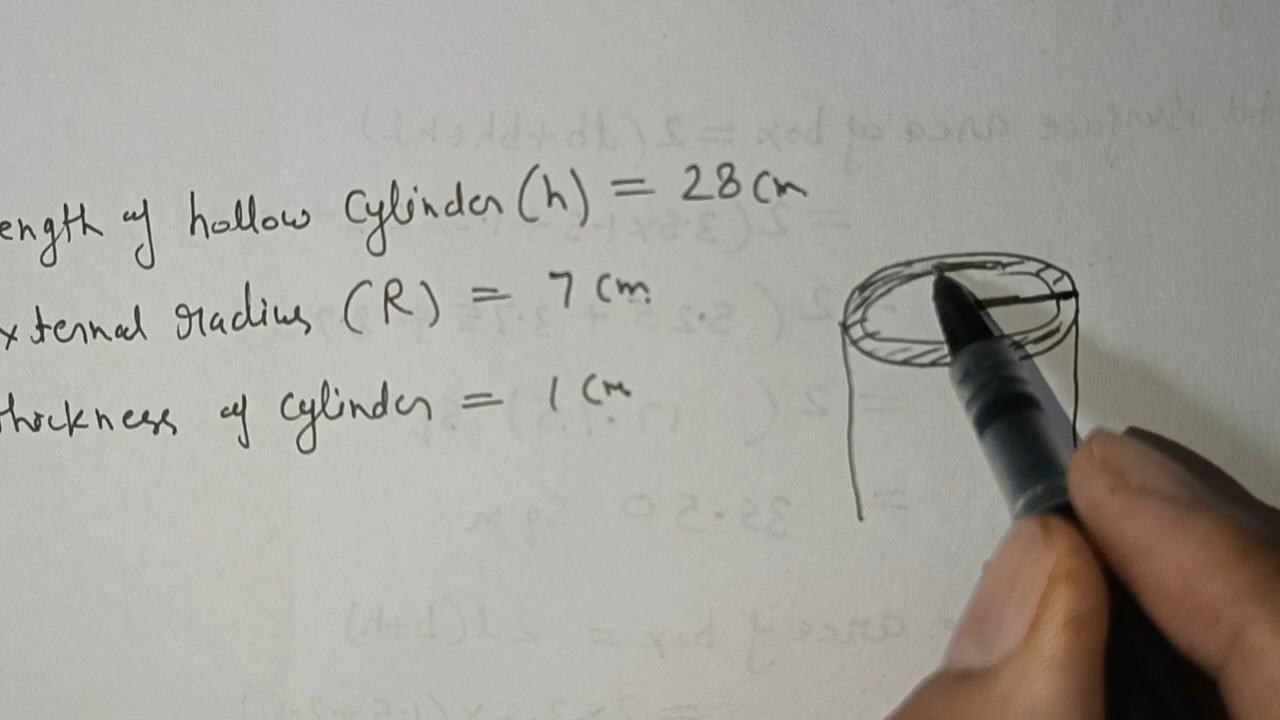 ength of hollow Cylinder (h) = 28 cm
xternal radius (R) = 7 cm
thickness of cylinder = 1 cm